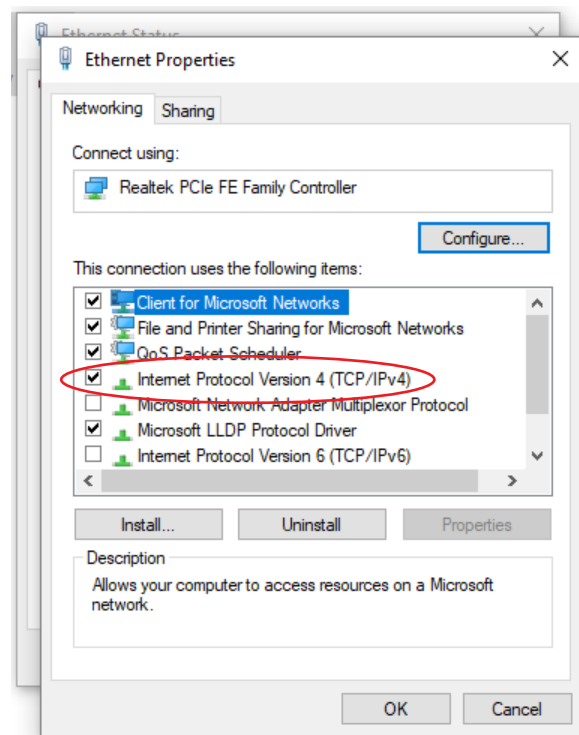 Ethernet Status
Ethernet Properties
Networking
Sharing
Connect using:
Realtek PCIe FE Family Controller
Configure...
This connection uses the following items:
Client for Microsoft Networks
File and Printer Sharing for Microsoft Networks
QoS Packet Scheduler
Internet Protocol Version 4 (TCP/IPv4)
Microsoft Network Adapter Multiplexor Protocol
Microsoft LLDP Protocol Driver
Internet Protocol Version 6 (TCP/IPv6)
Install...
Uninstall
Properties
Description
Allows your computer to access resources on a Microsoft
network.
OK
Cancel